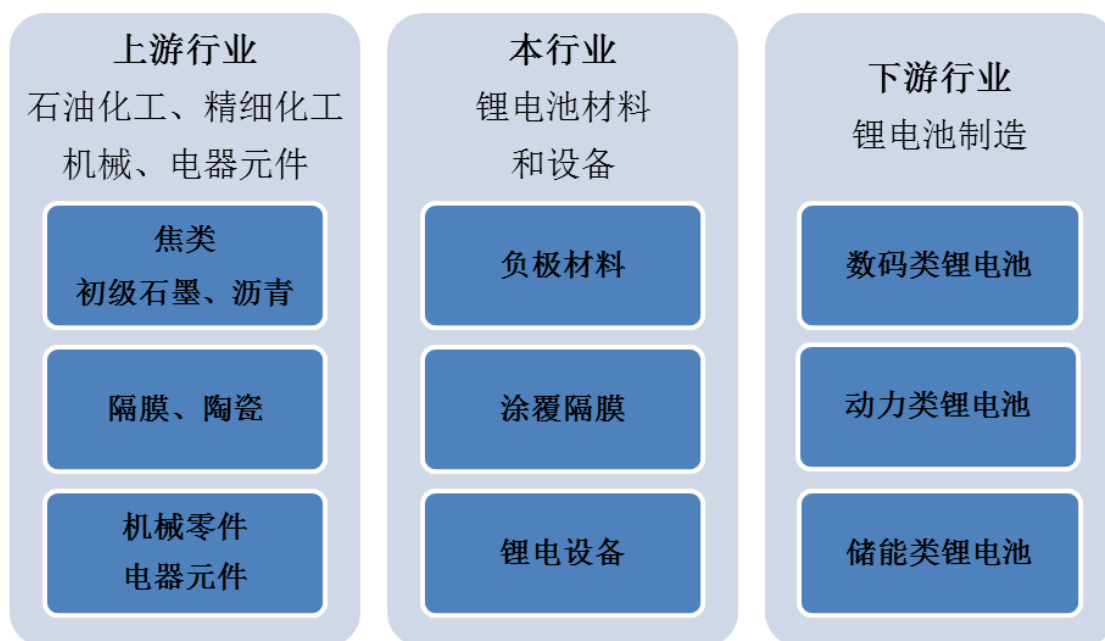 上游行业
石油化工、精细化工
机械、电器元件
焦类
初级石墨、沥青
隔膜、陶瓷
机械零件
电器元件
本行业
锂电池材料
和设备
负极材料
涂覆隔膜
锂电设备
下游行业
锂电池制造
数码类锂电池
动力类锂电池
储能类锂电池